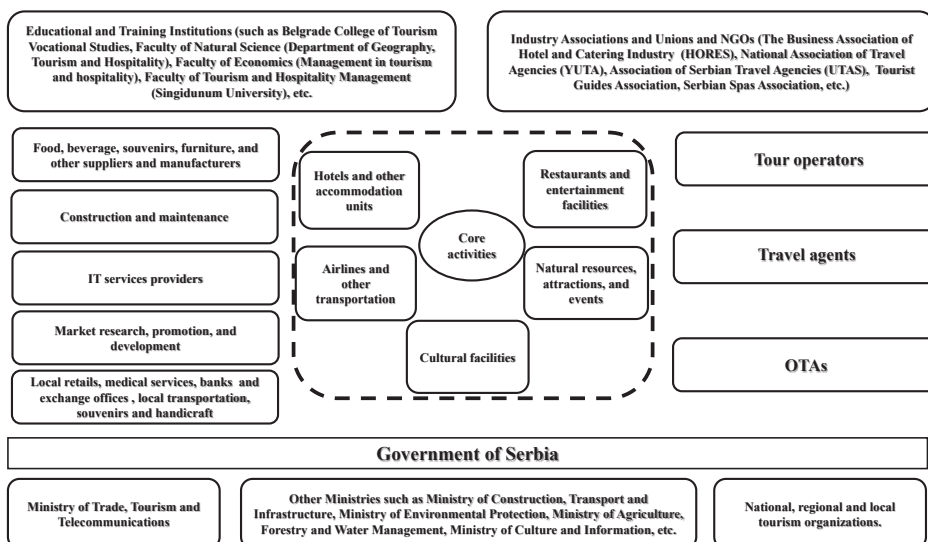 Educational and Training Institutions (such as Belgrade College of Tourism
Vocational Studies, Faculty of Natural Science (Department of Geography,
Tourism and Hospitality), Faculty of Economics (Management in tourism
and hospitality), Faculty of Tourism and Hospitality Management
(Singidunum University), etc.
Industry Associations and Unions and NGOs (The Business Association of
Hotel and Catering Industry (HORES), National Association of Travel
Agencies (YUTA), Association of Serbian Travel Agencies (UTAS), Tourist
Guides Association, Serbian Spas Association, etc.)
Food, beverage, souvenirs, furniture, and
other suppliers and manufacturers
Construction and maintenance
IT services providers
Market research, promotion, and
development
Local retails, medical services, banks and
exchange offices , local transportation,
souvenirs and handicraft
Hotels and other
accommodation
units
Restaurants and
entertainment
facilities
Core
activities
Airlines and
other
transportation
Natural resources,
attractions, and
events
Cultural facilities
Tour operators
Travel agents
OTAs
Government of Serbia
Ministry of Trade, Tourism and
Telecommunications
Other Ministries such as Ministry of Construction, Transport and
Infrastructure, Ministry of Environmental Protection, Ministry of Agriculture,
Forestry and Water Management, Ministry of Culture and Information, etc.
National, regional and local
tourism organizations.